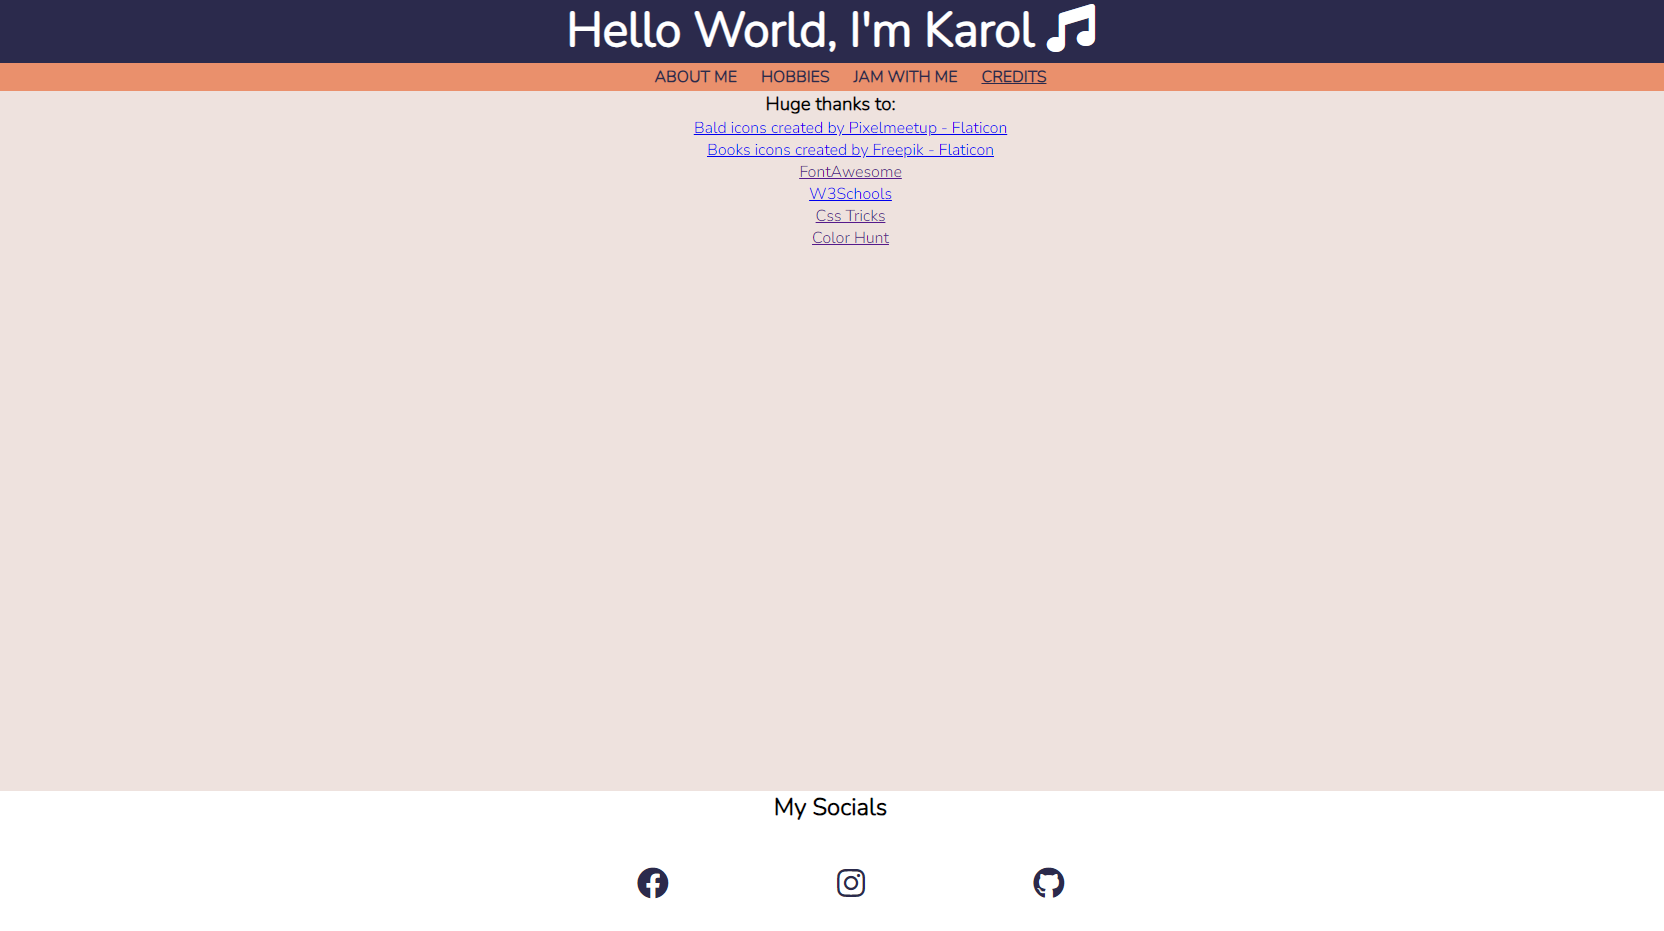 Hello World, I'm Karol
ABOUT ME HOBBIES JAM WITH ME CREDITS
Huge thanks to:
Bald icons created by Pixelmeetup - Flaticon
Books icons created by Freepik - Flaticon
FontAwesome
W3Schools
Css Tricks
Color Hunt
My Socials